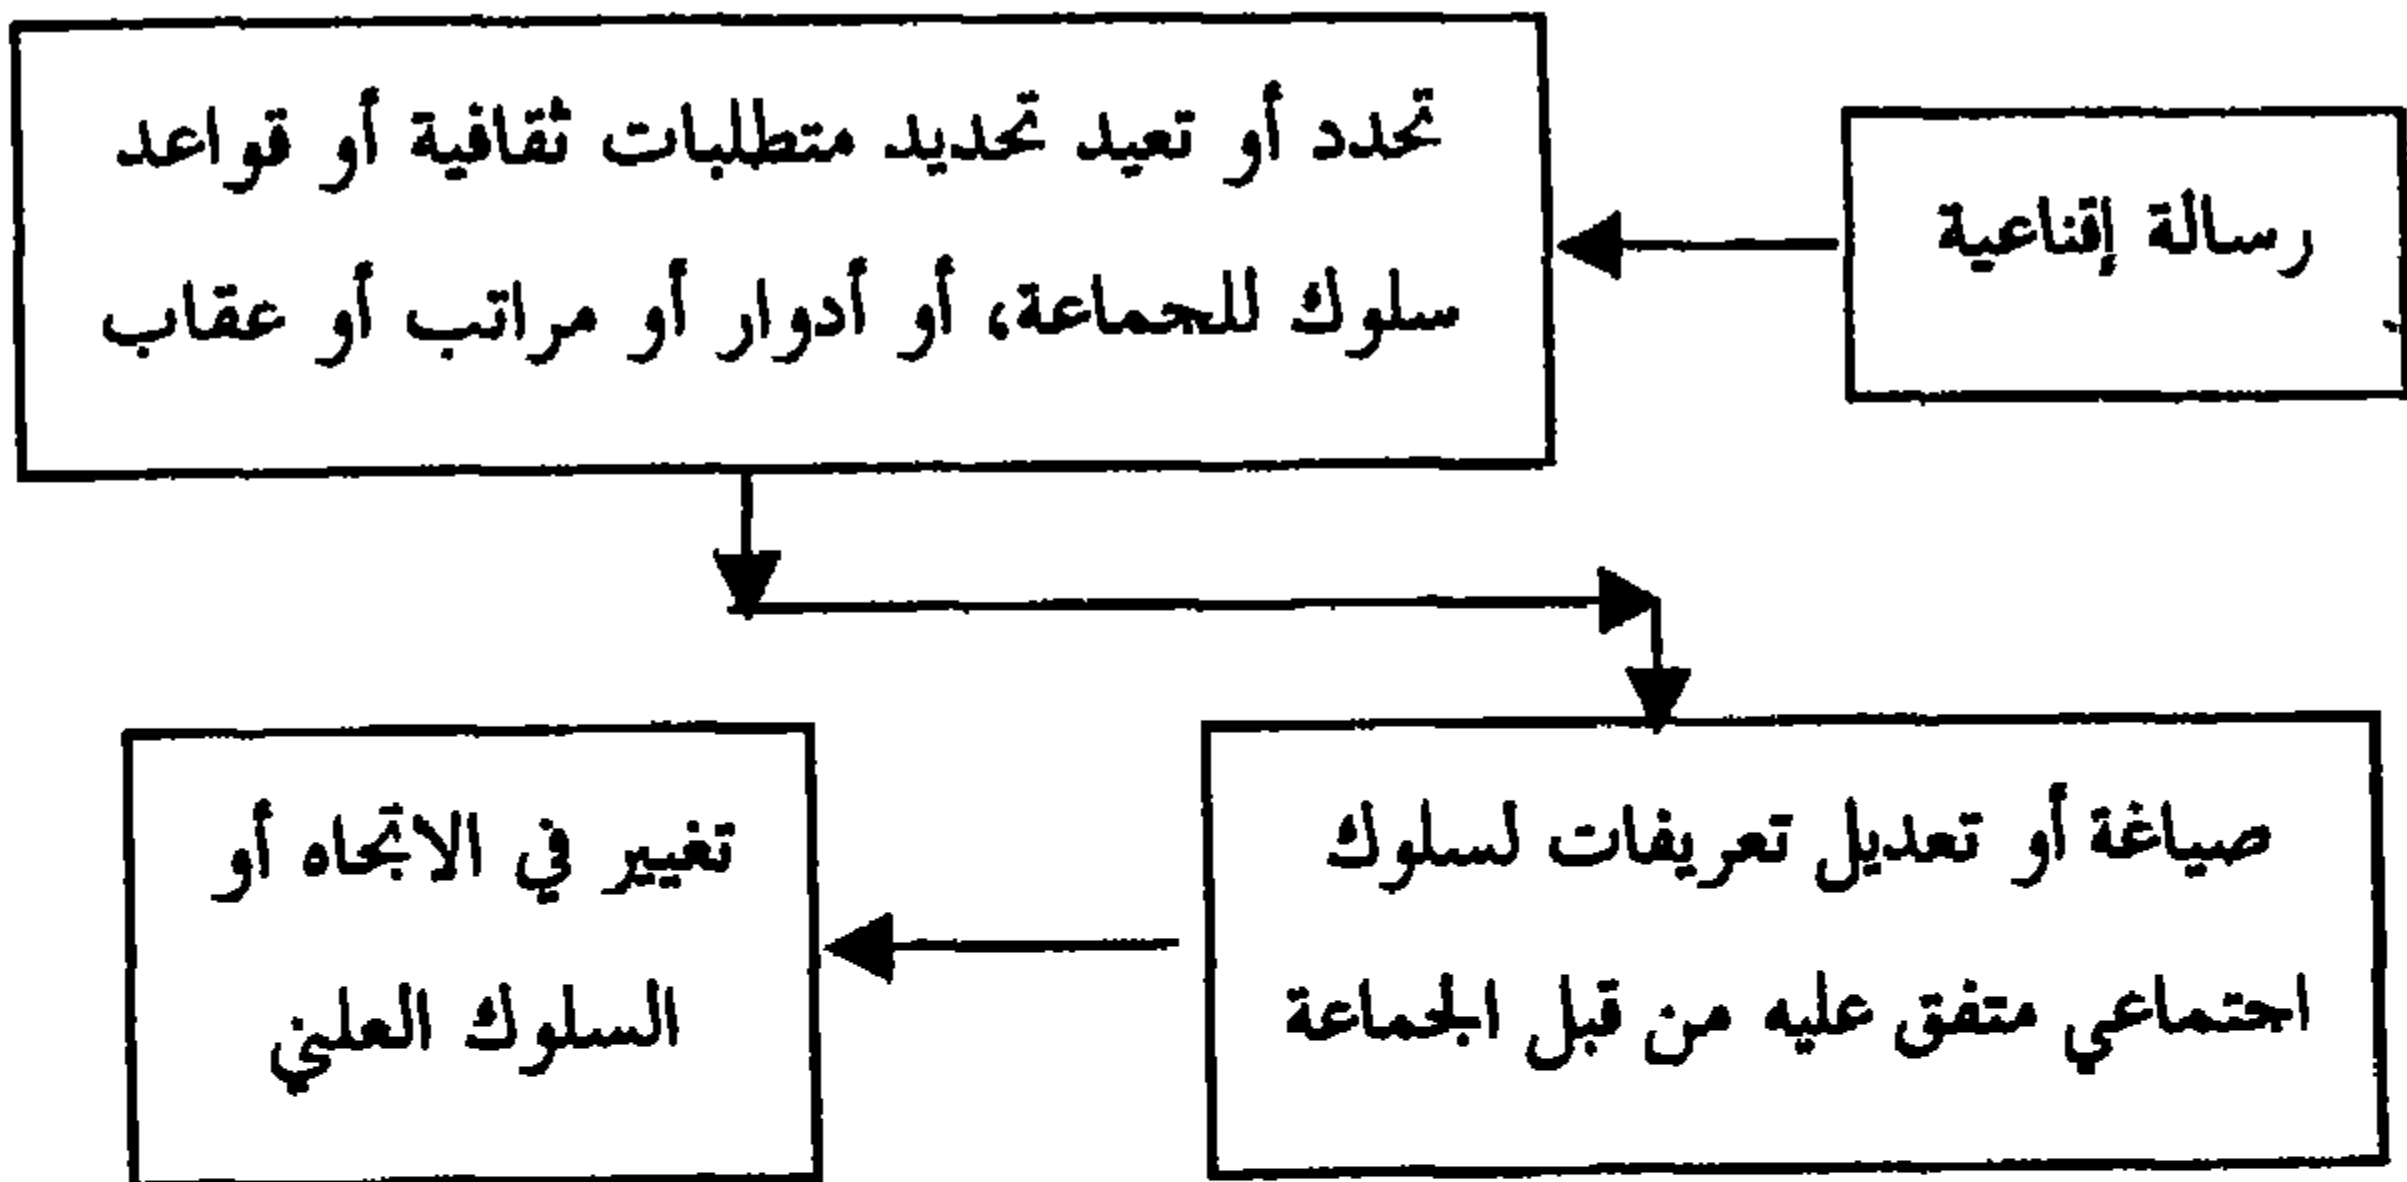 رسالة إقناعية
تحدد أو تعيد تحديد متطلبات ثقافية أو قواعد
سلوك للجماعة، أو أدوار أو مراتب أو عقاب
صياغة أو تعديل تعريفات لسلوك
اجتماعي متفق عليه من قبل الجماعة
تغيير في الاتجاه أو
السلوك العلني